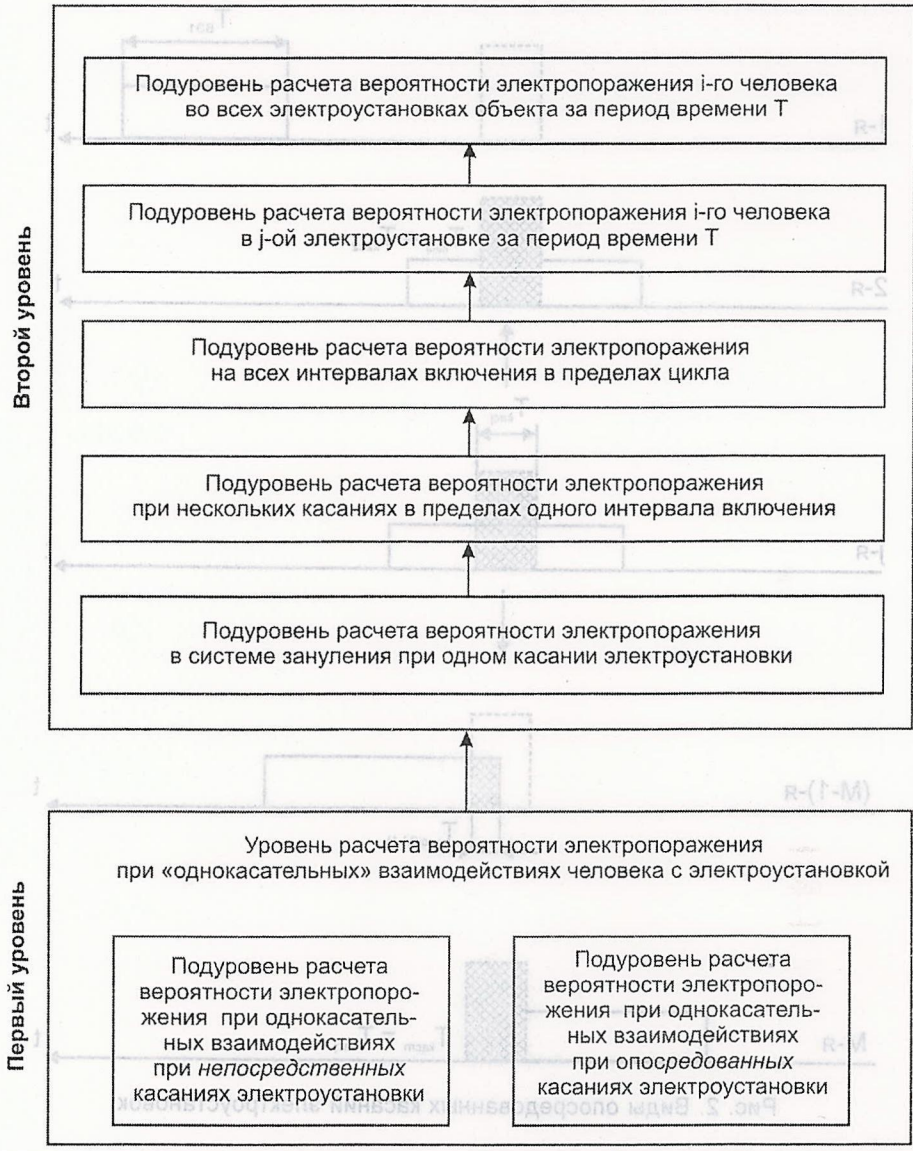 Второй уровень
Подуровень расчета вероятности электропоражения i-го человека
во всех электроустановках объекта за период времени T
Подуровень расчета вероятности электропоражения i-го человека
в j-ой электроустановке за период времени T
Подуровень расчета вероятности электропоражения
на всех интервалах включения в пределах цикла
Подуровень расчета вероятности электропоражения
при нескольких касаниях в пределах одного интервала включения
Подуровень расчета вероятности электропоражения
в системе зануления при одном касании электроустановки
Первый уровень
Уровень расчета вероятности электропоражения
при «однокасательных» взаимодействиях человека с электроустановкой
Подуровень расчета
вероятности электропоро-
жения при однокасатель-
ных взаимодействиях
при непосредственных
касаниях электроустановки
Подуровень расчета
вероятности электропоро-
жения при однокасатель-
ных взаимодействиях
при опосредованных
касаниях электроустановки
1-я
2-я
j-я
(М-1)-я
М-я
t
Рис. 2. Виды опосредованных касаний электроустановок